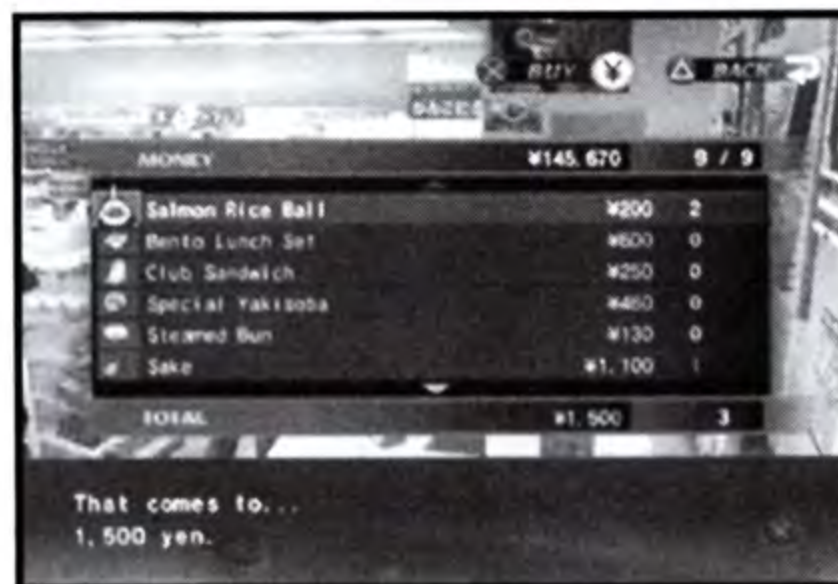 BUY ¥
BACK
MONEY ¥145,670 9 / 9
Salmon Rice Ball ¥200 2
Bento Lunch Set ¥600 0
Club Sandwich ¥250 0
Special Yakisoba ¥460 0
Steamed Bun ¥130 0
Sake ¥1,100 1
TOTAL ¥1,500 3
That comes to...
1,500 yen.